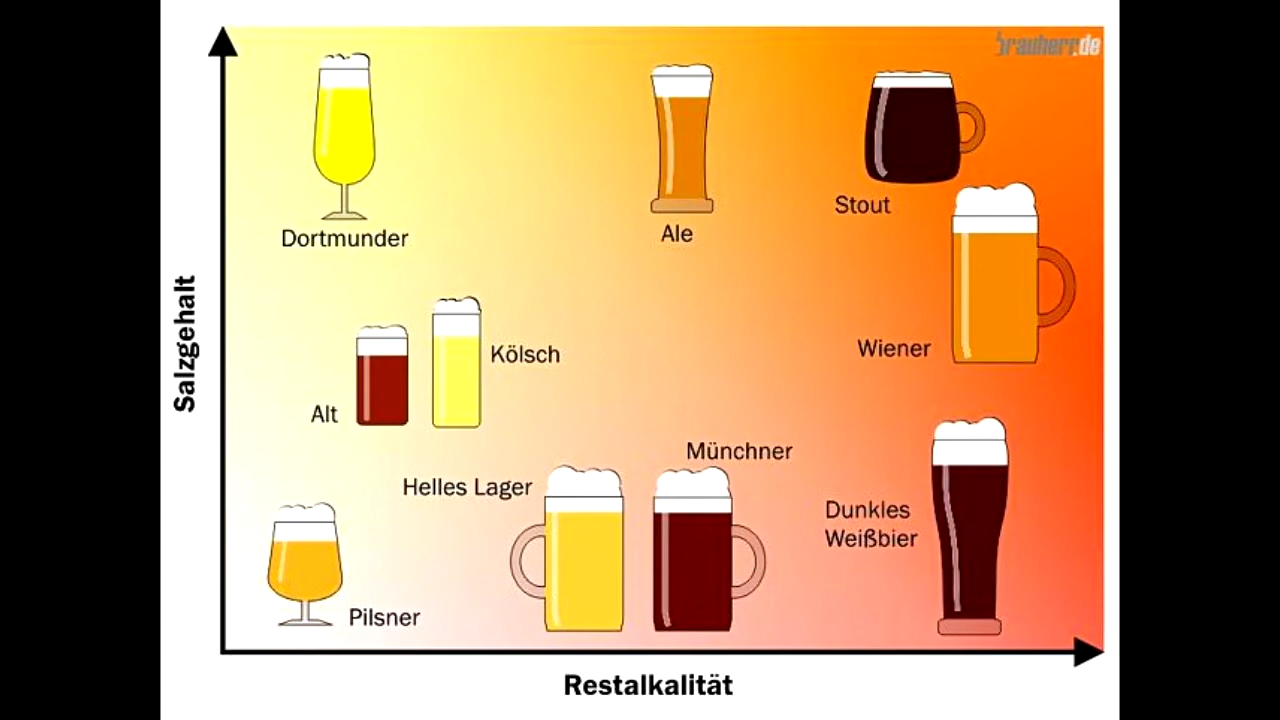 brauherr.de
Dortmunder
Ale
Stout
Wiener
Kölsch
Alt
Münchner
Helles Lager
Dunkles
Weißbier
Pilsner
Salzgehalt
Restalkalität